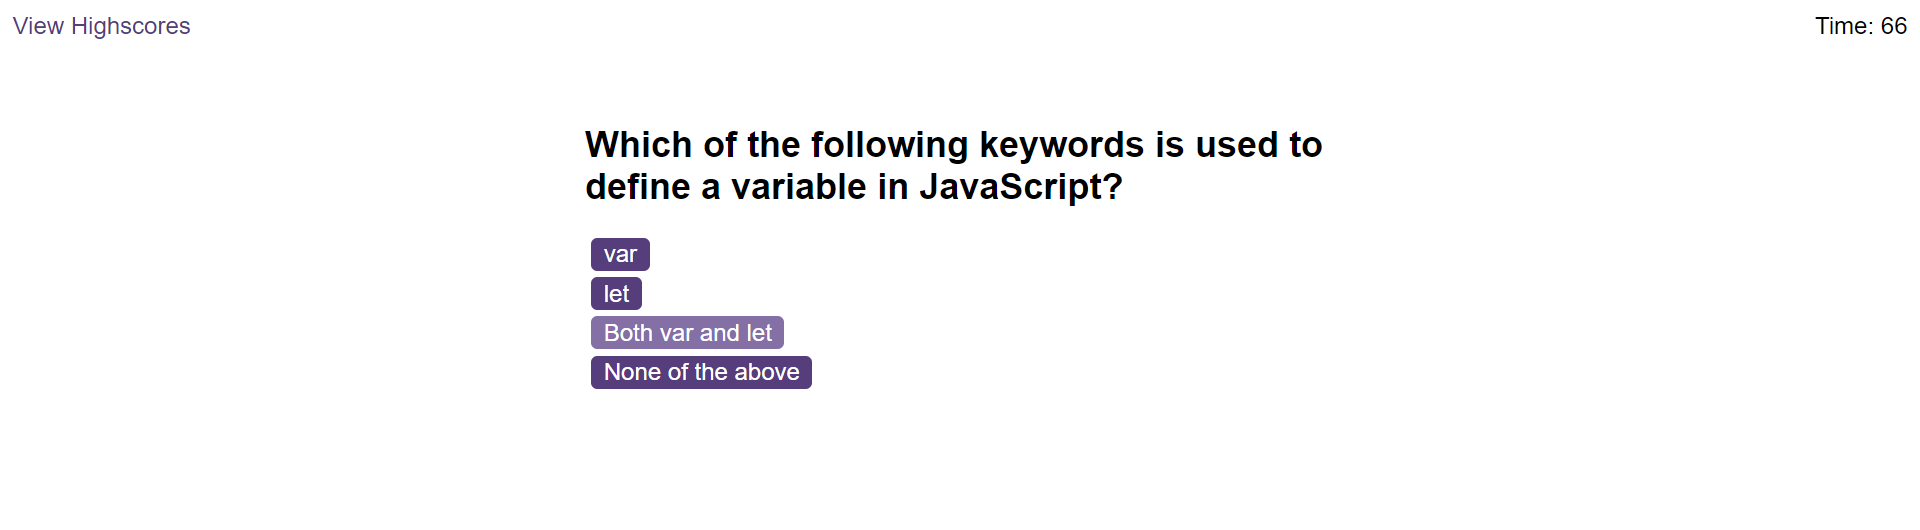 View Highscores
Time: 66
Which of the following keywords is used to
define a variable in JavaScript?
var
let
Both var and let
None of the above